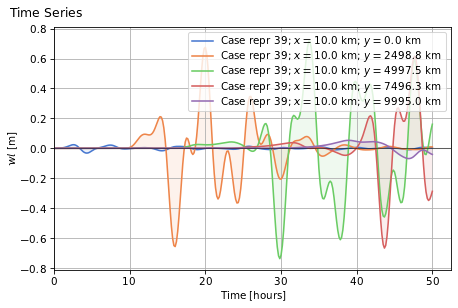 Time Series
Case repr 39; x = 10.0 km; y = 0.0 km
Case repr 39; x = 10.0 km; y = 2498.8 km
Case repr 39; x = 10.0 km; y = 4997.5 km
Case repr 39; x = 10.0 km; y = 7496.3 km
Case repr 39; x = 10.0 km; y = 9995.0 km
0.8
0.6
0.4
0.2
0.0
−0.2
−0.4
−0.6
−0.8
wl [m]
0 10 20 30 40 50
Time [hours]